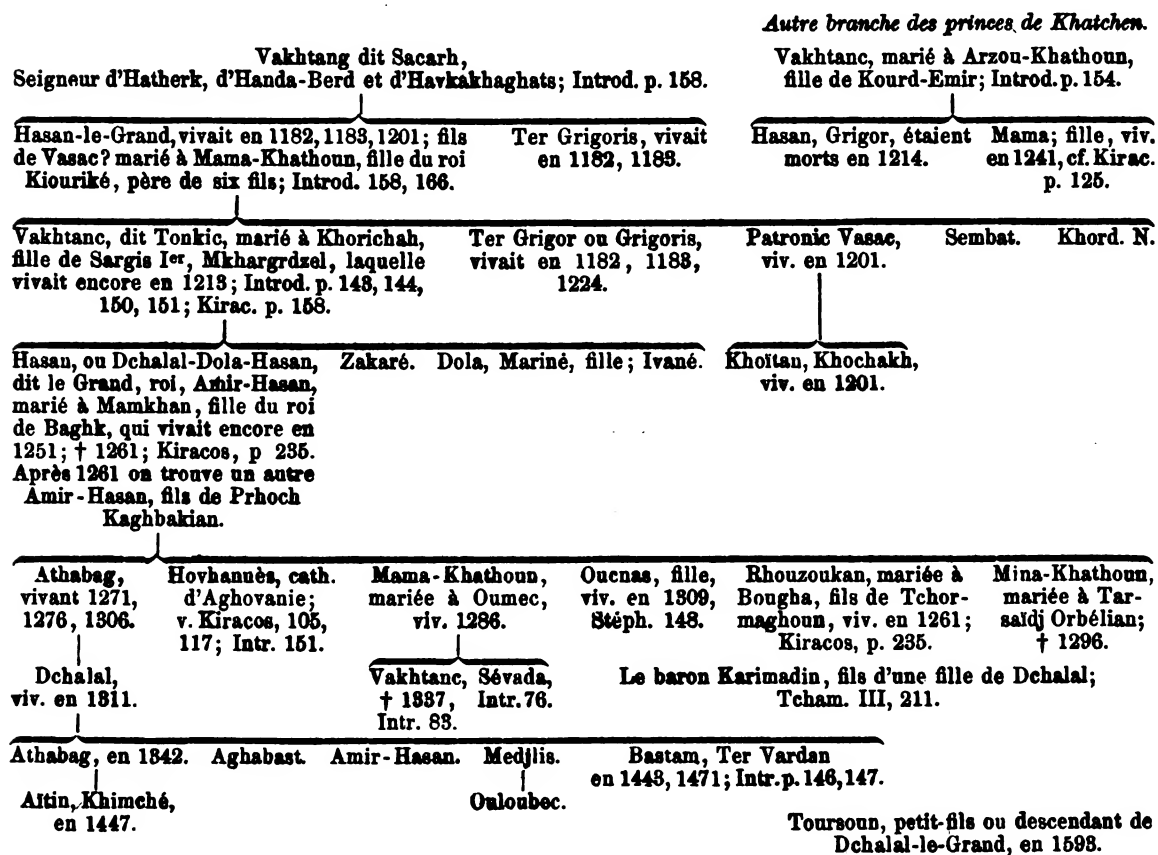 Autre branche des princes de Khatchen.
Vakhtang dit Sacarh,
Seigneur d'Hatherk, d'Handa-Berd et d'Havkakhaghats; Introd. p. 158.
Vakhtanc, marié à Arzou-Khathoun,
fille de Kourd-Emir; Introd. p. 154.
Hasan-le-Grand, vivait en 1182, 1183, 1201; fils
de Vasac? marié à Mama-Khathoun, fille du roi
Kiouriké, père de six fils; Introd. 158, 166.
Ter Grigoris, vivait
en 1182, 1183.
Hasan, Grigor, étaient
morts en 1214.
Mama; fille, viv.
en 1241, cf. Kirac.
p. 125.
Vakhtanc, dit Tonkic, marié à Khorichah,
fille de Sargis Ier, Mkhargrdzel, laquelle
vivait encore en 1213; Introd. p. 143, 144,
150, 151; Kirac. p. 158.
Ter Grigor ou Grigoris,
vivait en 1182, 1183,
1224.
Patronic Vasac,
viv. en 1201.
Sembat.
Khord. N.
Hasan, ou Dchalal-Dola-Hasan,
dit le Grand, roi, Amir-Hasan,
marié à Mamkhan, fille du roi
de Baghk, qui vivait encore en
1251; † 1261; Kiracos, p 235.
Après 1261 on trouve un autre
Amir-Hasan, fils de Prhoch
Kaghbakian.
Zakaré.
Dola, Mariné, fille; Ivané.
Khoïtan, Khochakh,
viv. en 1201.
Athabag,
vivant 1271,
1276, 1306.
Hovhannès, cath.
d'Aghovanie;
v. Kiracos, 105,
117; Intr. 151.
Mama-Khathoun,
mariée à Oumec,
viv. 1286.
Oucnas, fille,
viv. en 1309,
Stéph. 148.
Rhouzoukan, mariée à
Bougha, fils de Tchor-
maghoun, viv. en 1261;
Kiracos, p. 235.
Mina-Khathoun,
mariée à Tar-
saïdj Orbélian;
† 1296.
Dchalal,
viv. en 1311.
Vakhtanc,
† 1337,
Intr. 83.
Sévada,
Intr. 76.
Le baron Karimadin, fils d'une fille de Dchalal;
Tcham. III, 211.
Athabag, en 1342.
Aghabast.
Amir-Hasan.
Medjlis.
Bastam, Ter Vardan
en 1443, 1471; Intr. p. 146, 147.
Aïtin, Khimché,
en 1447.
Ouloubec.
Toursoun, petit-fils ou descendant de
Dchalal-le-Grand, en 1593.